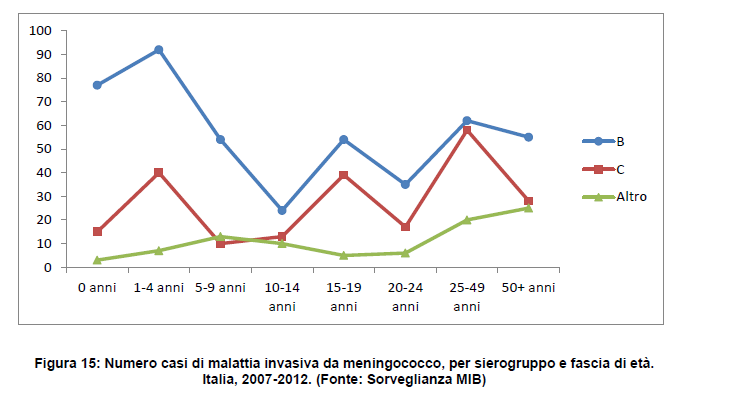 100
90
80
70
60
50
40
30
20
10
0
0 anni 1-4 anni 5-9 anni 10-14 anni 15-19 anni 20-24 anni 25-49 anni 50+ anni
B
C
Altro
Figura 15: Numero casi di malattia invasiva da meningococco, per sierogruppo e fascia di età.
Italia, 2007-2012. (Fonte: Sorveglianza MIB)